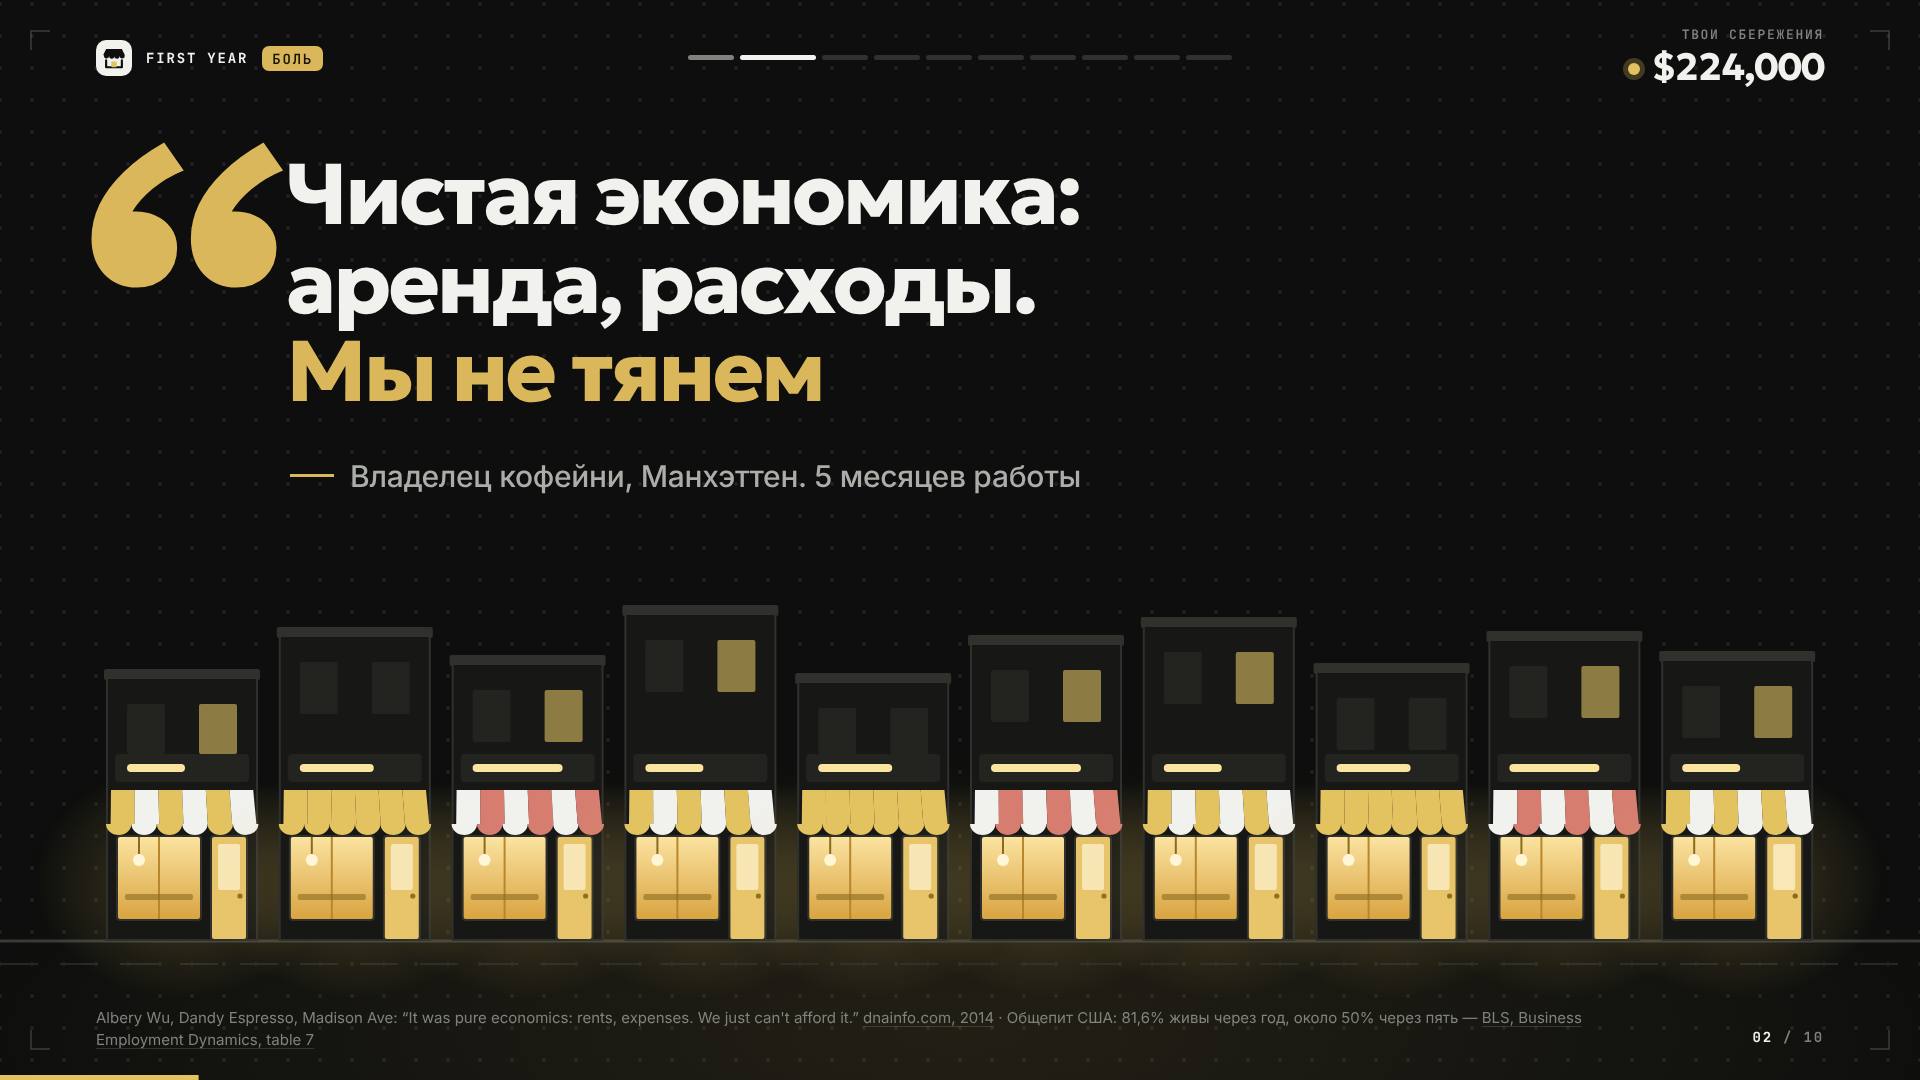 FIRST YEAR БОЛЬ
ТВОИ СБЕРЕЖЕНИЯ
$224,000
“Чистая экономика:
аренда, расходы.
Мы не тянем
— Владелец кофейни, Манхэттен. 5 месяцев работы
Albery Wu, Dandy Espresso, Madison Ave: “It was pure economics: rents, expenses. We just can't afford it.” dnainfo.com, 2014 · Общепит США: 81,6% живы через год, около 50% через пять — BLS, Business
Employment Dynamics, table 7
02 / 10